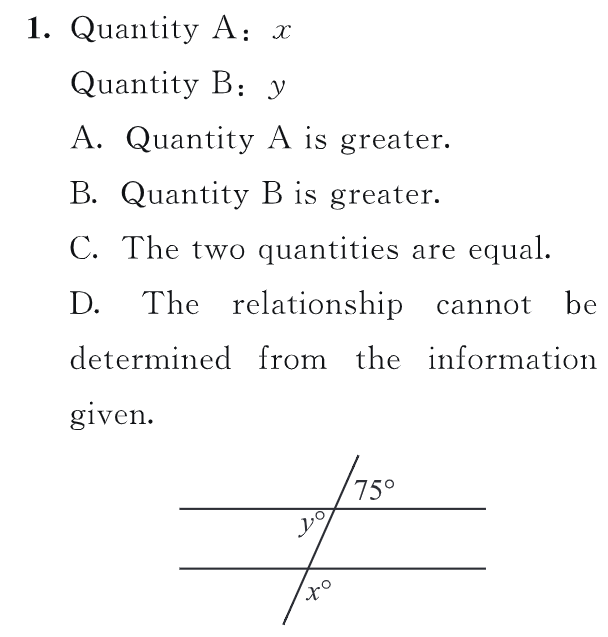 1. Quantity A: x
Quantity B: y
A. Quantity A is greater.
B. Quantity B is greater.
C. The two quantities are equal.
D. The relationship cannot be
determined from the information
given.
75°
y°
x°